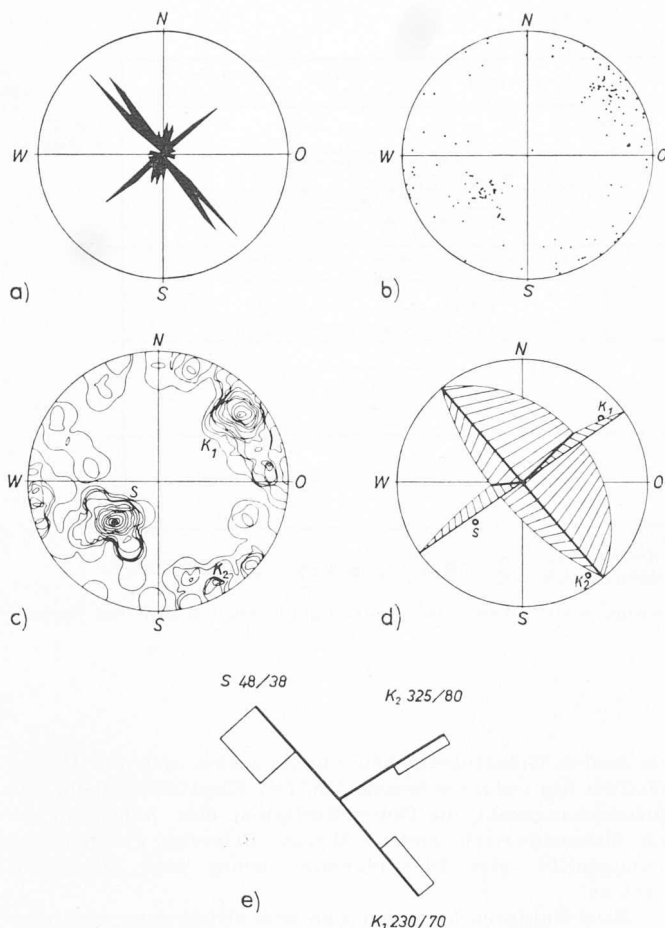 N
W
O
S
a)
N
W
O
S
b)
N
K₁
W
O
S
K₂
S
c)
N
K₁
W
O
S
K₂
S
d)
S 48/38
K₂ 325/80
K₁ 230/70
e)